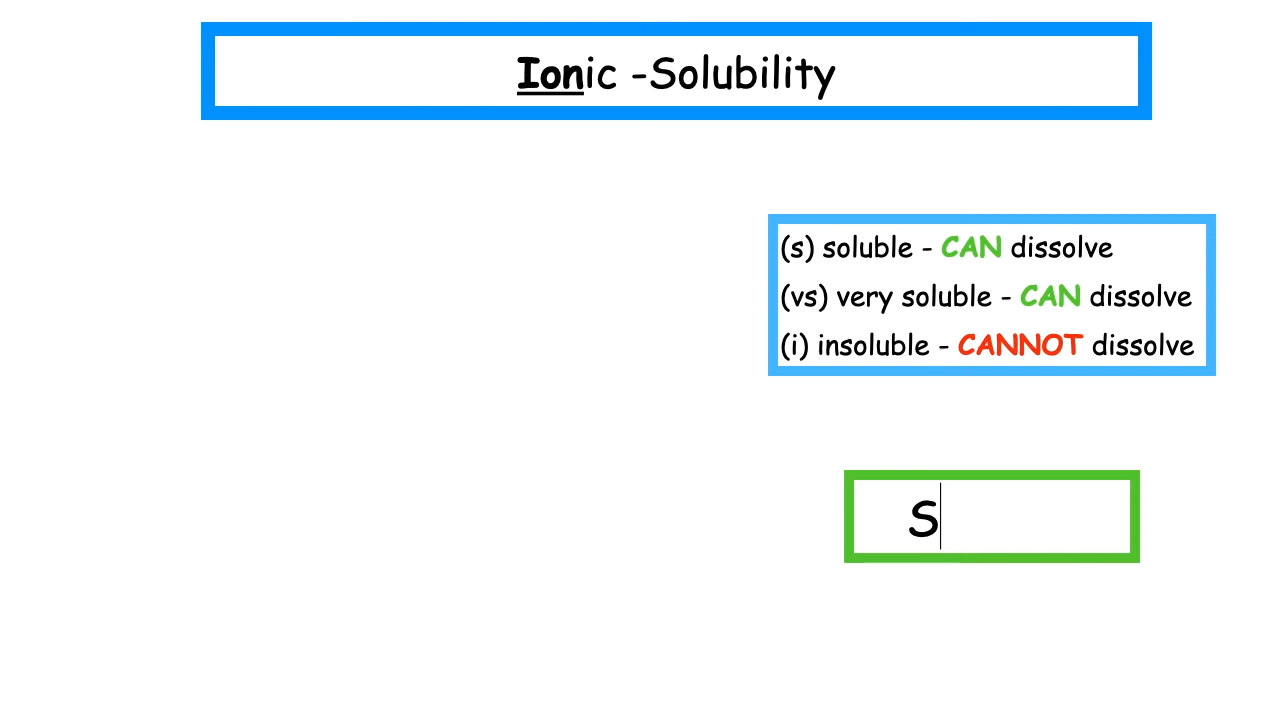 Ionic -Solubility
(s) soluble - CAN dissolve
(vs) very soluble - CAN dissolve
(i) insoluble - CANNOT dissolve
S